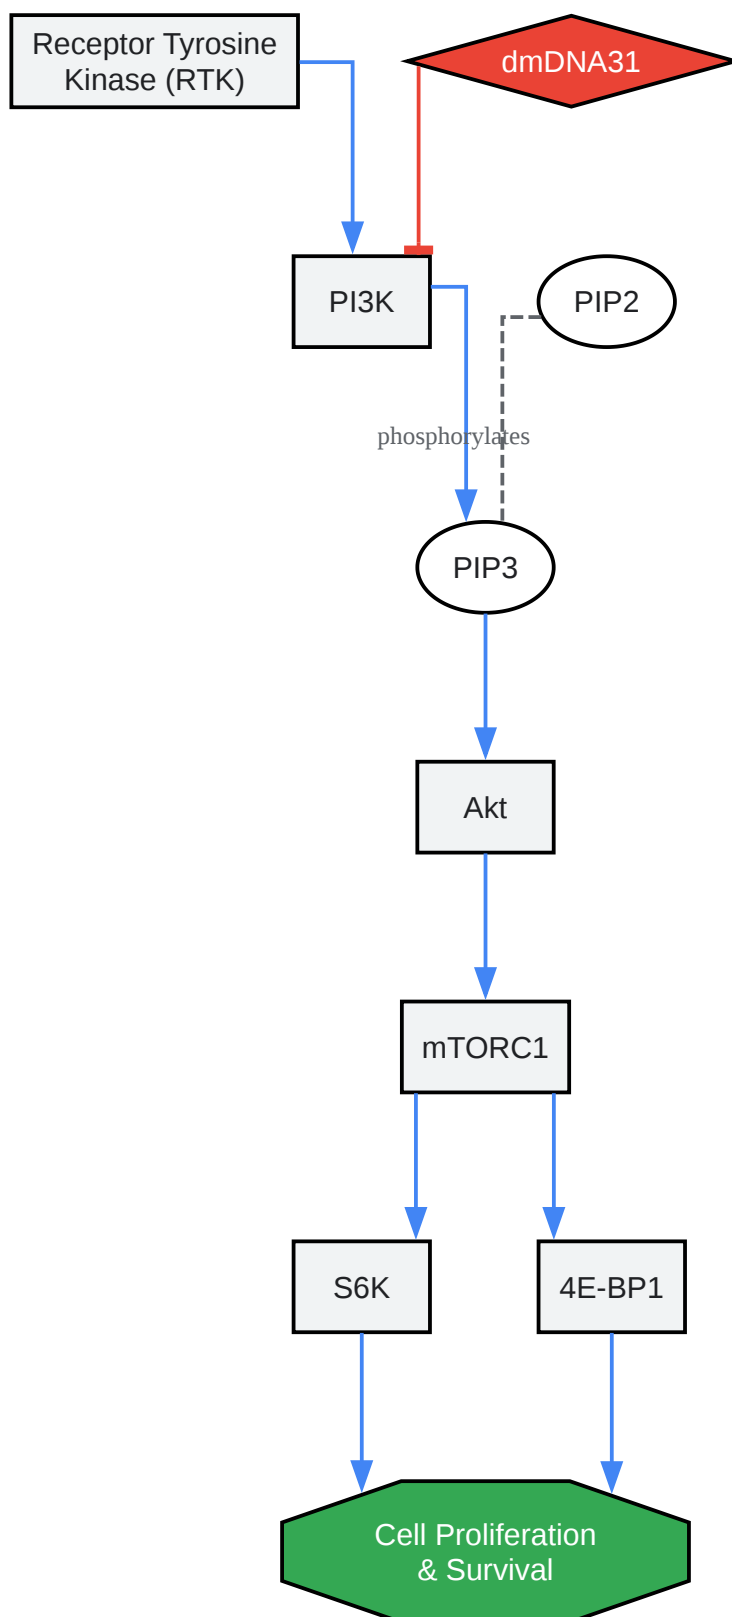 Receptor Tyrosine
Kinase (RTK)
dmDNA31
PI3K
PIP2
phosphorylates
PIP3
Akt
mTORC1
S6K
4E-BP1
Cell Proliferation
& Survival